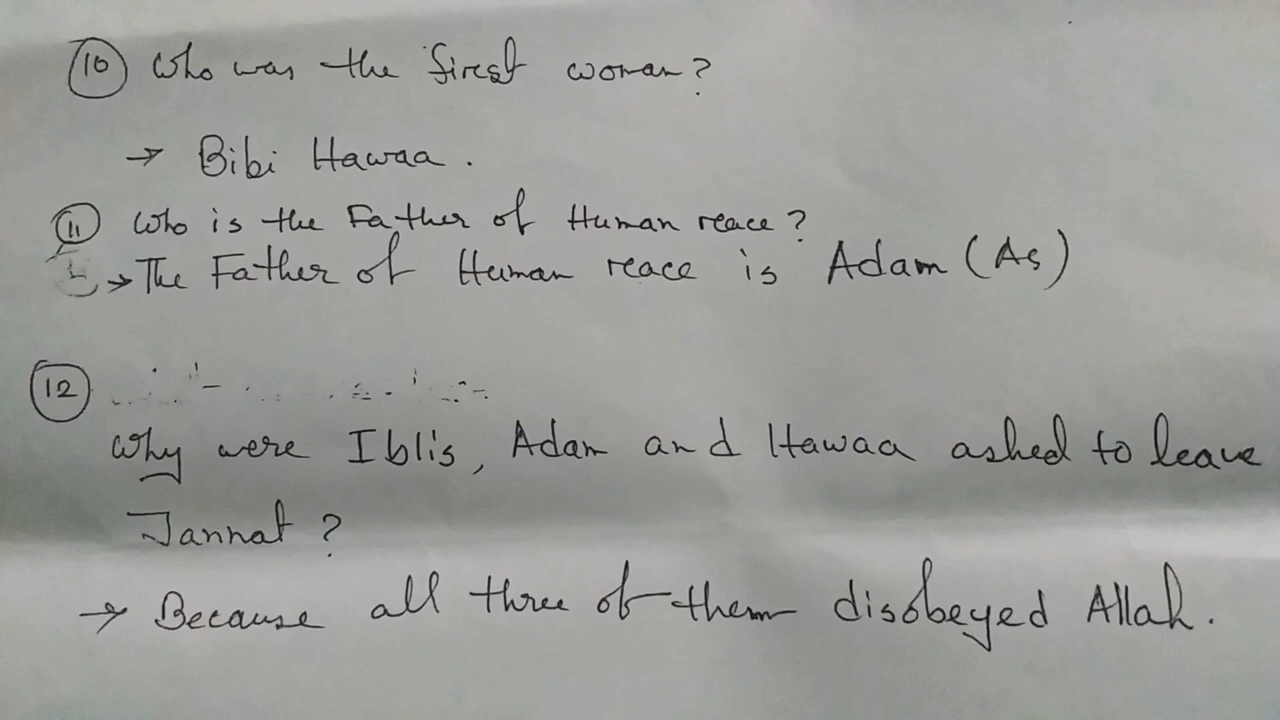 10 Who was the first woman?
→ Bibi Hawaa.
11 Who is the Father of Human race?
→ The Father of Human race is Adam (As)
12
Why were Iblis, Adam and Hawaa asked to leave
Jannat?
→ Because all three of them disobeyed Allah.